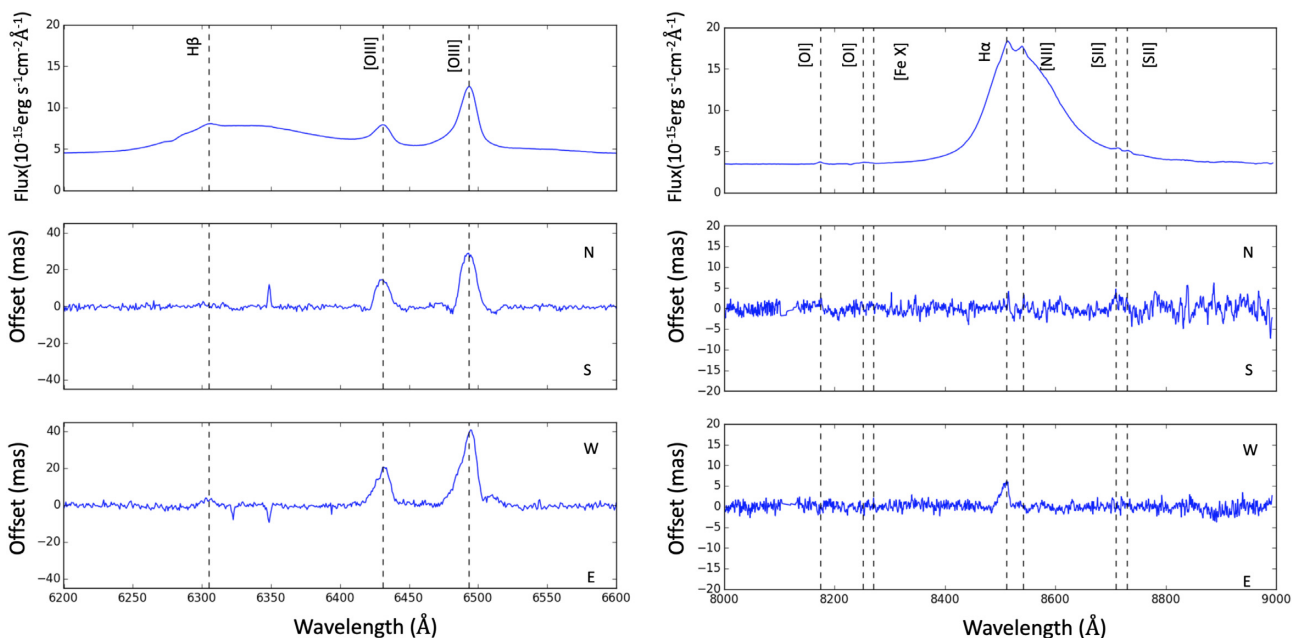 20
15
10
5
0
Flux(10⁻¹⁵erg s⁻¹cm⁻²Å⁻¹)
Hβ
[OIII]
[OIII]
40
20
0
−20
−40
Offset (mas)
N
S
40
20
0
−20
−40
Offset (mas)
W
E
6200 6250 6300 6350 6400 6450 6500 6550 6600
Wavelength (Å)
20
15
10
5
0
Flux(10⁻¹⁵erg s⁻¹cm⁻²Å⁻¹)
[OI]
[OI]
[Fe X]
Hα
[NII]
[SII]
[SII]
20
15
10
5
0
−5
−10
−15
−20
Offset (mas)
N
S
20
15
10
5
0
−5
−10
−15
−20
Offset (mas)
W
E
8000 8200 8400 8600 8800 9000
Wavelength (Å)